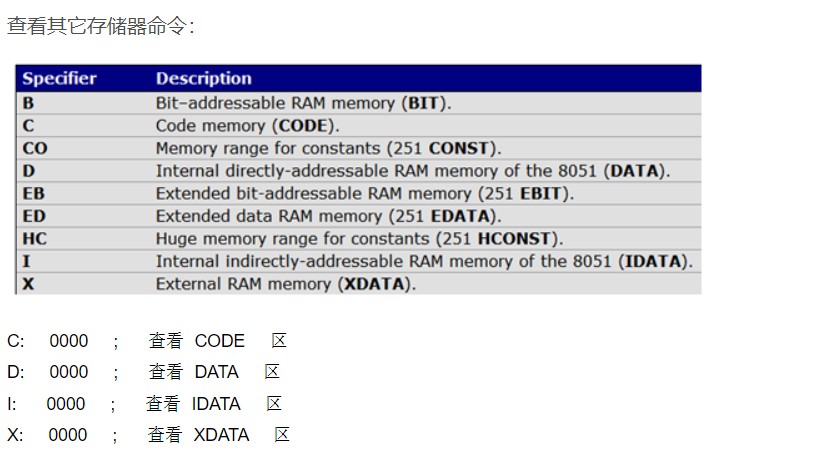 查看其它存储器命令：
Specifier Description
B Bit–addressable RAM memory (BIT).
C Code memory (CODE).
CO Memory range for constants (251 CONST).
D Internal directly-addressable RAM memory of the 8051 (DATA).
EB Extended bit-addressable RAM memory (251 EBIT).
ED Extended data RAM memory (251 EDATA).
HC Huge memory range for constants (251 HCONST).
I Internal indirectly-addressable RAM memory of the 8051 (IDATA).
X External RAM memory (XDATA).
C: 0000 ; 查看 CODE 区
D: 0000 ; 查看 DATA 区
I: 0000 ; 查看 IDATA 区
X: 0000 ; 查看 XDATA 区